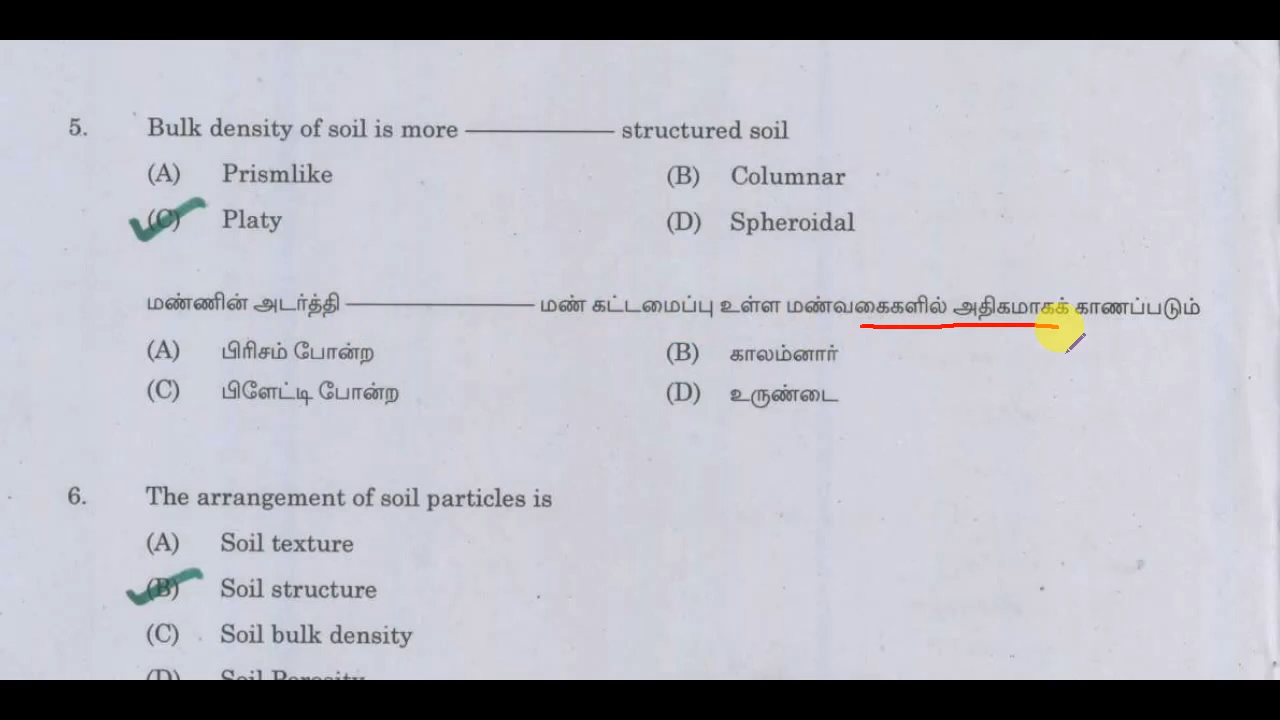 5. Bulk density of soil is more ——— structured soil
(A) Prismlike (B) Columnar
(C) Platy (D) Spheroidal
மண்ணின் அடர்த்தி ——— மண் கட்டமைப்பு உள்ள மண்வகைகளில் அதிகமாகக் காணப்படும்
(A) பிரிசம் போன்ற (B) காலம்னார்
(C) பிளேட்டி போன்ற (D) உருண்டை
6. The arrangement of soil particles is
(A) Soil texture
(B) Soil structure
(C) Soil bulk density
(D) Soil Porosity